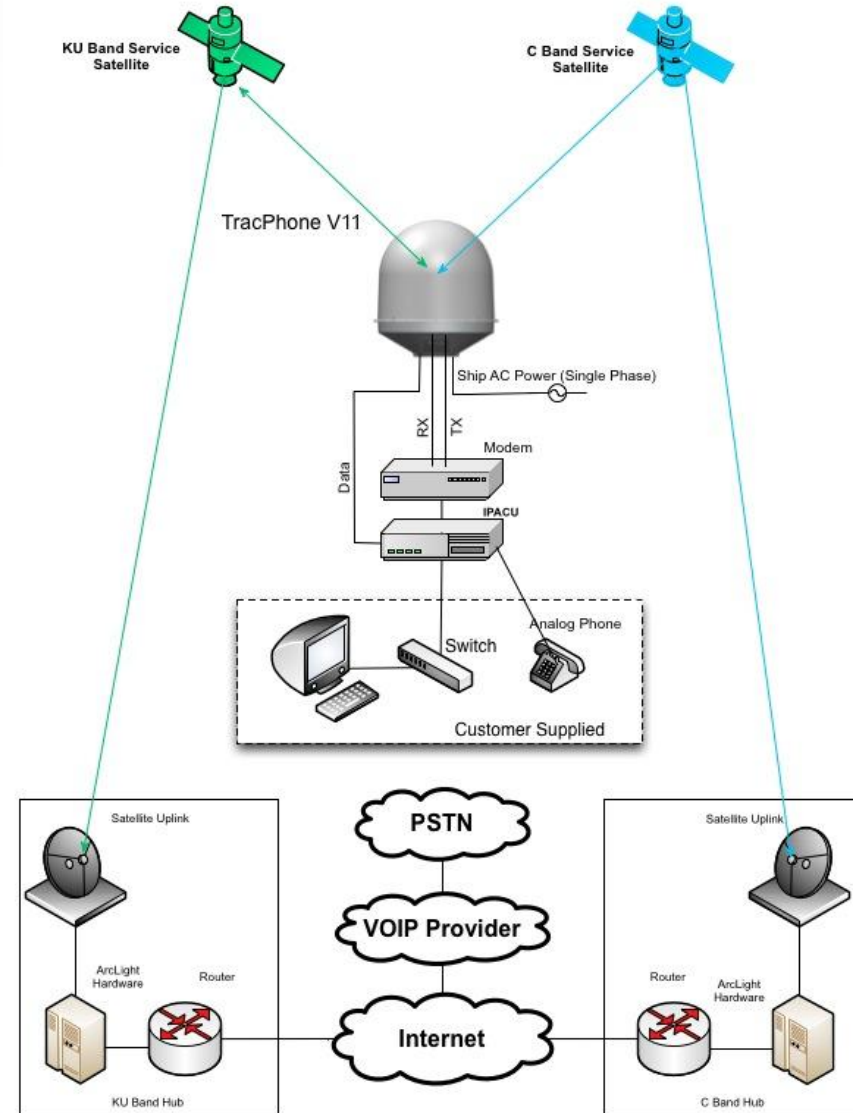 KU Band Service
Satellite
C Band Service
Satellite
TracPhone V11
Ship AC Power (Single Phase)
RX
TX
Data
Modem
IPACU
Analog Phone
Switch
Customer Supplied
Satellite Uplink
PSTN
Satellite Uplink
VOIP Provider
ArcLight
Hardware
Router
Internet
Router
ArcLight
Hardware
KU Band Hub
C Band Hub